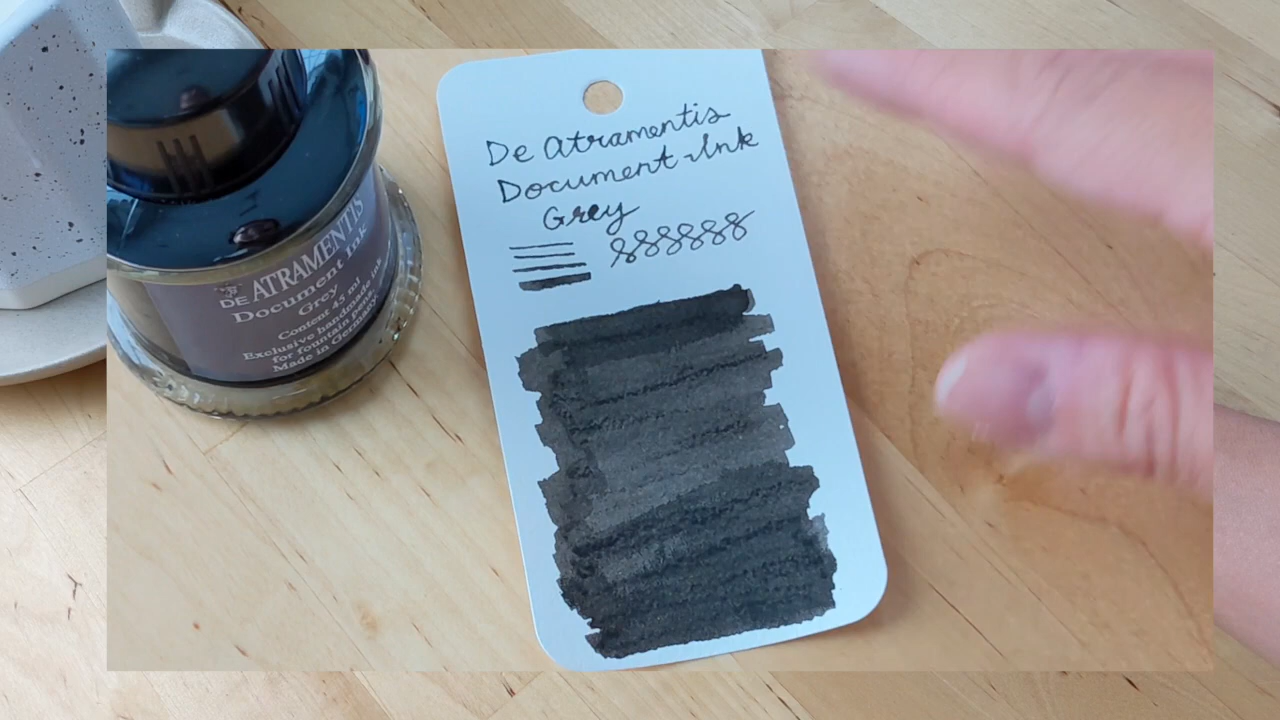 De Atramentis
Document-Ink
Grey
888888
DE ATRAMENTIS
Document Ink
Grey
Content 45 ml
Exclusive handmade ink
for fountain pens
Made in Germany